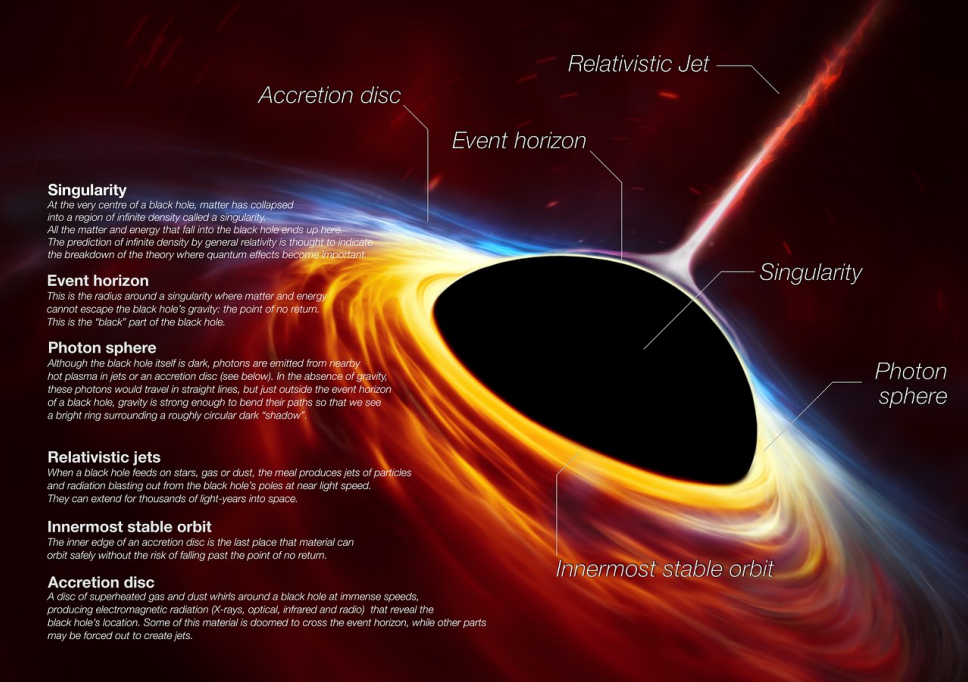 Relativistic Jet
Accretion disc
Event horizon
Singularity
Photon
sphere
Innermost stable orbit
Singularity
At the very centre of a black hole, matter has collapsed
into a region of infinite density called a singularity.
All the matter and energy that fall into the black hole ends up here.
The prediction of infinite density by general relativity is thought to indicate
the breakdown of the theory where quantum effects become important.
Event horizon
This is the radius around a singularity where matter and energy
cannot escape the black hole's gravity: the point of no return.
This is the "black" part of the black hole.
Photon sphere
Although the black hole itself is dark, photons are emitted from nearby
hot plasma in jets or an accretion disc (see below). In the absence of gravity,
these photons would travel in straight lines, but just outside the event horizon
of a black hole, gravity is strong enough to bend their paths so that we see
a bright ring surrounding a roughly circular dark "shadow".
Relativistic jets
When a black hole feeds on stars, gas or dust, the meal produces jets of particles
and radiation blasting out from the black hole's poles at near light speed.
They can extend for thousands of light-years into space.
Innermost stable orbit
The inner edge of an accretion disc is the last place that material can
orbit safely without the risk of falling past the point of no return.
Accretion disc
A disc of superheated gas and dust whirls around a black hole at immense speeds,
producing electromagnetic radiation (X-rays, optical, infrared and radio) that reveal the
black hole's location. Some of this material is doomed to cross the event horizon, while other parts
may be forced out to create jets.